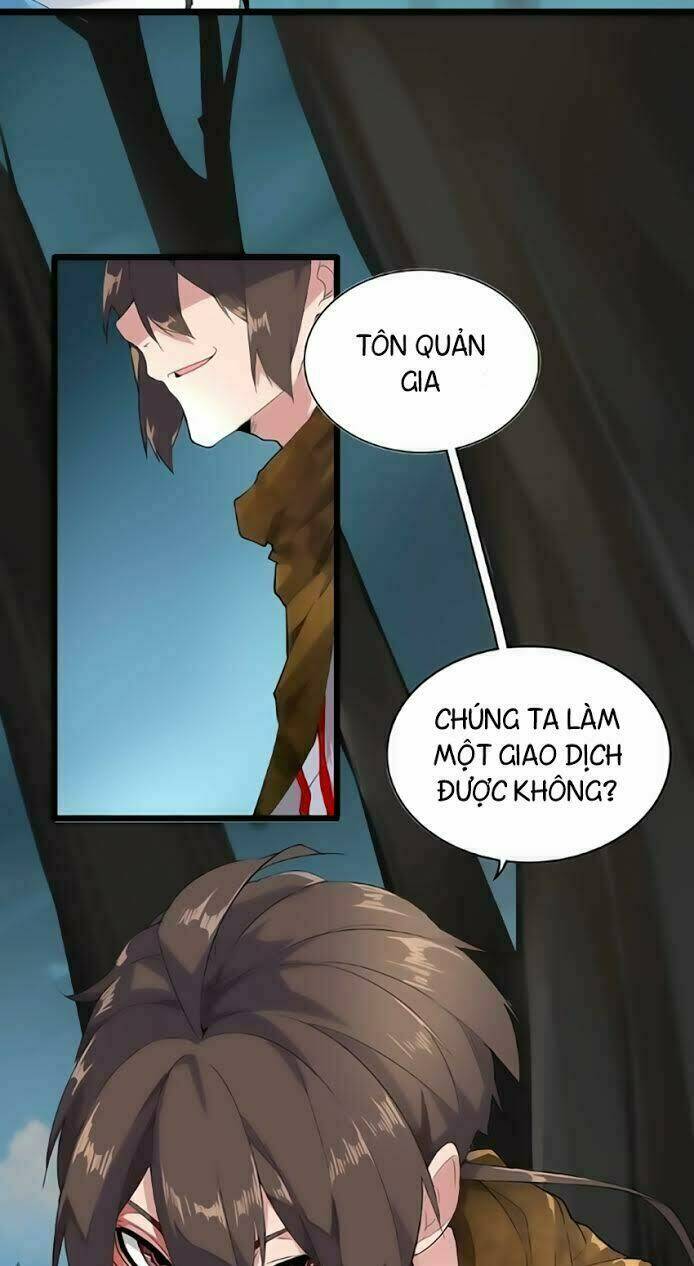 TÔN QUẢN
GIA
CHÚNG TA LÀM
MỘT GIAO DỊCH
ĐƯỢC KHÔNG?